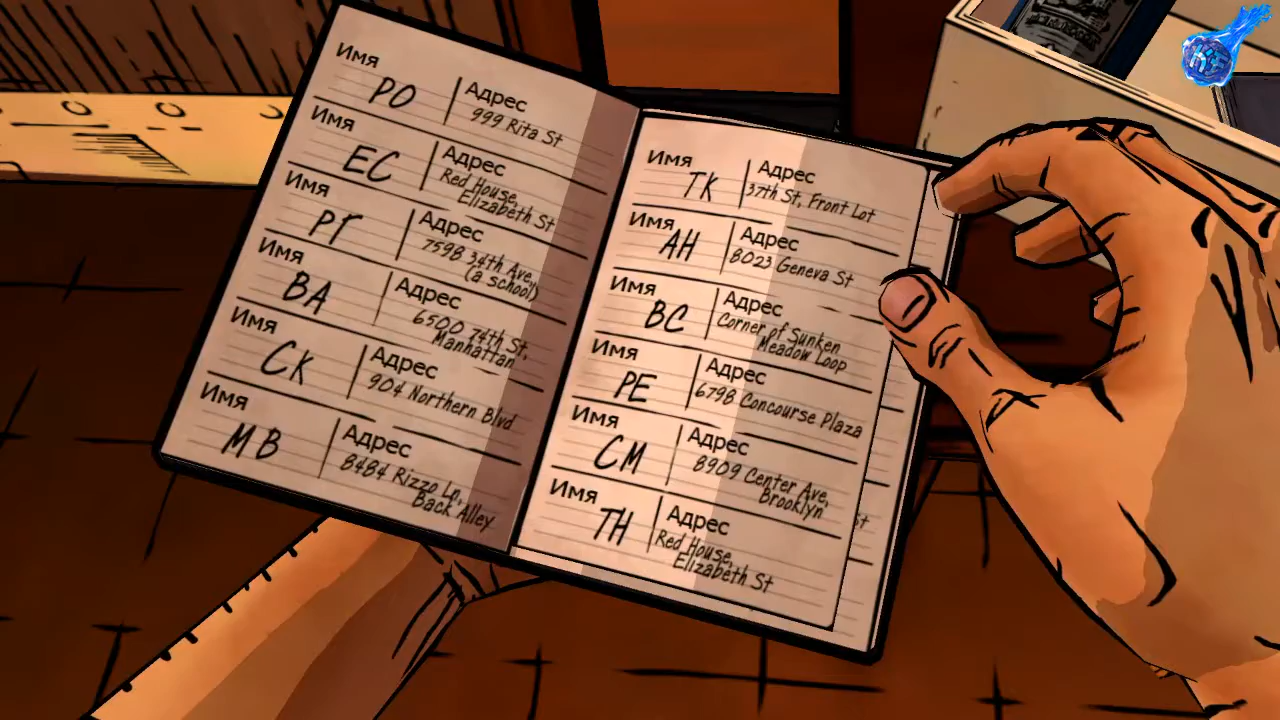 Имя
PO
Адрес
999 Rita St
Имя
EC
Адрес
Red House,
Elizabeth St
Имя
PT
Адрес
7598 34th Ave,
(a school)
Имя
BA
Адрес
6500 74th St,
Manhattan
Имя
CK
Адрес
904 Northern Blvd
Имя
MB
Адрес
8484 Rizzo Ln,
Back Alley
Имя
TK
Адрес
37th St, Front Lot
Имя
AH
Адрес
8023 Geneva St
Имя
BC
Адрес
Corner of Sunken
Meadow Loop
Имя
PE
Адрес
6798 Concourse Plaza
Имя
CM
Адрес
8909 Center Ave,
Brooklyn
Имя
TH
Адрес
Red House,
Elizabeth St
st